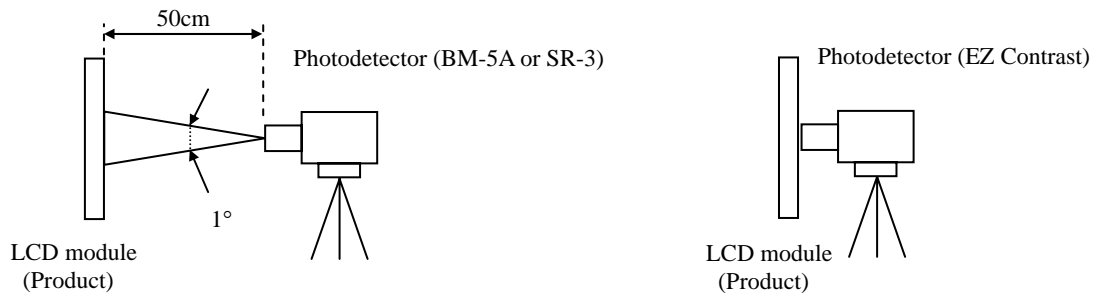 50cm
Photodetector (BM-5A or SR-3)
1°
LCD module
(Product)
Photodetector (EZ Contrast)
LCD module
(Product)